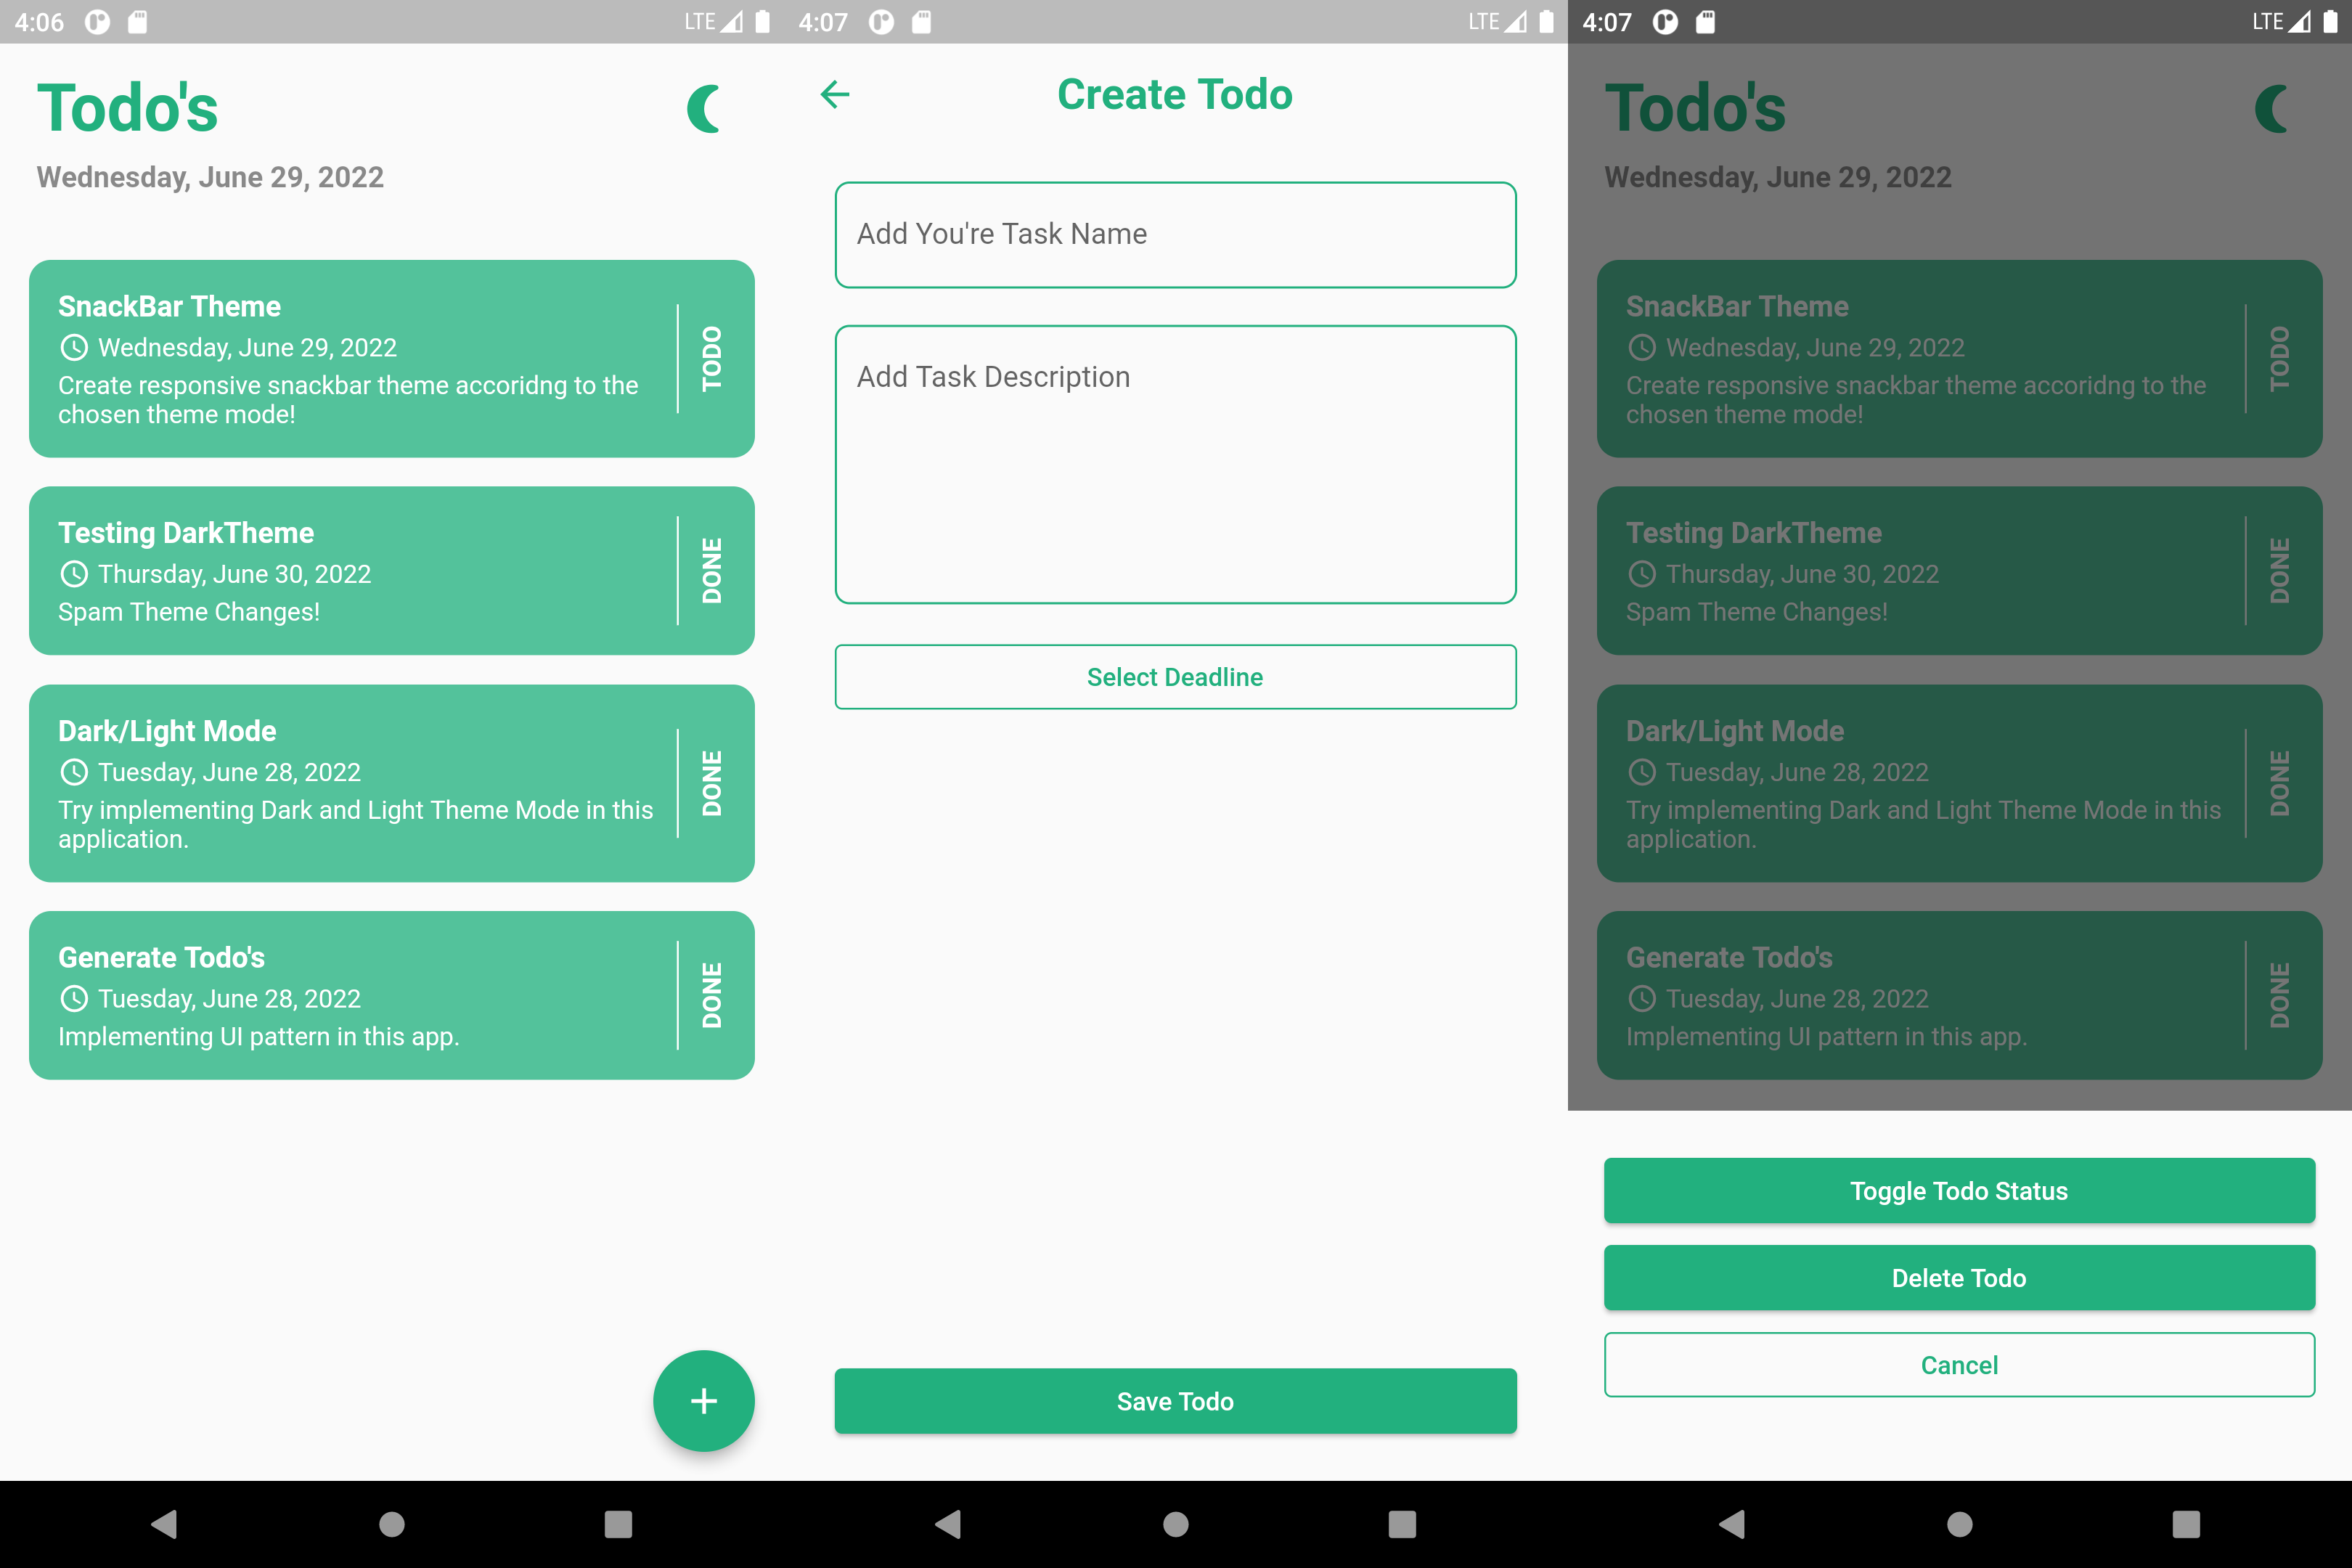 4:06
LTE
Todo's
Wednesday, June 29, 2022
SnackBar Theme
Wednesday, June 29, 2022
Create responsive snackbar theme accoridng to the
chosen theme mode!
TODO
Testing DarkTheme
Thursday, June 30, 2022
Spam Theme Changes!
DONE
Dark/Light Mode
Tuesday, June 28, 2022
Try implementing Dark and Light Theme Mode in this
application.
DONE
Generate Todo's
Tuesday, June 28, 2022
Implementing UI pattern in this app.
DONE
4:07
LTE
Create Todo
Add You're Task Name
Add Task Description
Select Deadline
Save Todo
4:07
LTE
Todo's
Wednesday, June 29, 2022
SnackBar Theme
Wednesday, June 29, 2022
Create responsive snackbar theme accoridng to the
chosen theme mode!
TODO
Testing DarkTheme
Thursday, June 30, 2022
Spam Theme Changes!
DONE
Dark/Light Mode
Tuesday, June 28, 2022
Try implementing Dark and Light Theme Mode in this
application.
DONE
Generate Todo's
Tuesday, June 28, 2022
Implementing UI pattern in this app.
DONE
Toggle Todo Status
Delete Todo
Cancel